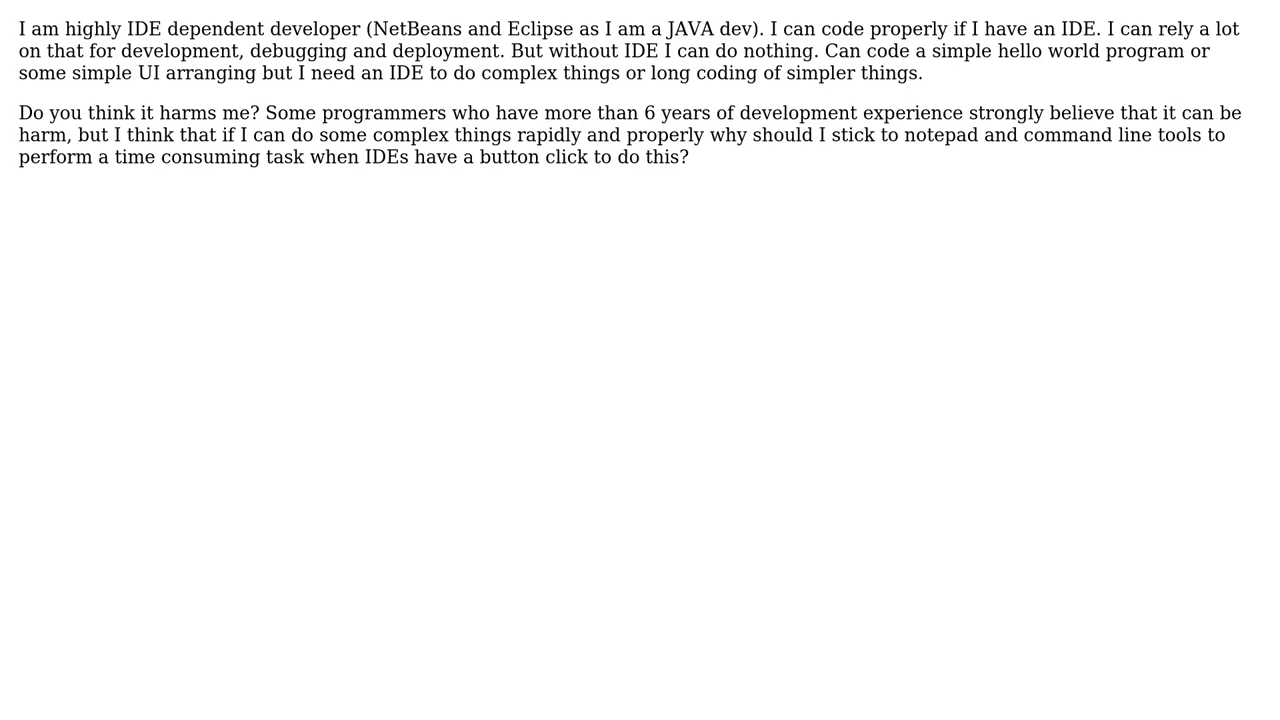 I am highly IDE dependent developer (NetBeans and Eclipse as I am a JAVA dev). I can code properly if I have an IDE. I can rely a lot
on that for development, debugging and deployment. But without IDE I can do nothing. Can code a simple hello world program or
some simple UI arranging but I need an IDE to do complex things or long coding of simpler things.
Do you think it harms me? Some programmers who have more than 6 years of development experience strongly believe that it can be
harm, but I think that if I can do some complex things rapidly and properly why should I stick to notepad and command line tools to
perform a time consuming task when IDEs have a button click to do this?